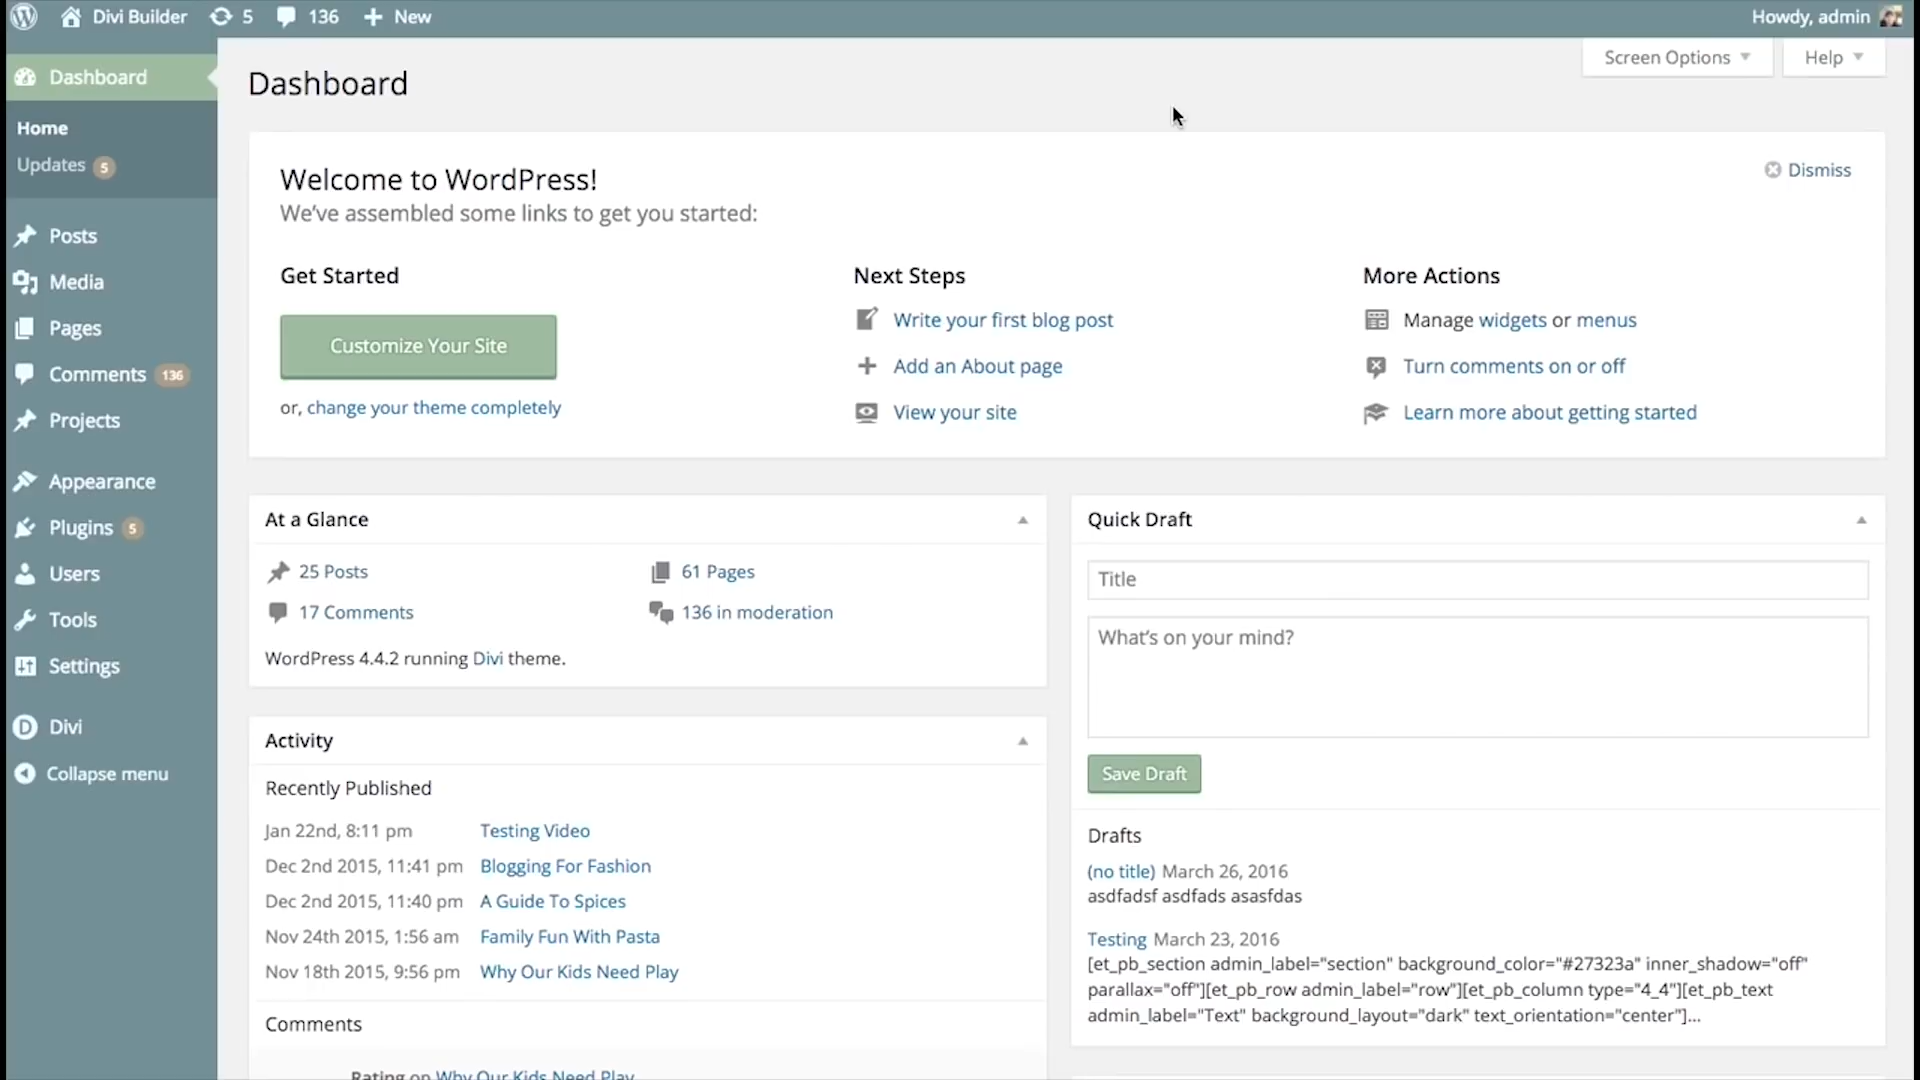 Divi Builder 5 136 New Howdy, admin
Screen Options Help
Dashboard
Home
Updates 5
Posts
Media
Pages
Comments 136
Projects
Appearance
Plugins 5
Users
Tools
Settings
D Divi
Collapse menu
Dashboard
Welcome to WordPress!
Dismiss
We've assembled some links to get you started:
Get Started
Customize Your Site
or, change your theme completely
Next Steps
Write your first blog post
Add an About page
View your site
More Actions
Manage widgets or menus
Turn comments on or off
Learn more about getting started
At a Glance
25 Posts
61 Pages
17 Comments
136 in moderation
WordPress 4.4.2 running Divi theme.
Activity
Recently Published
Jan 22nd, 8:11 pm Testing Video
Dec 2nd 2015, 11:41 pm Blogging For Fashion
Dec 2nd 2015, 11:40 pm A Guide To Spices
Nov 24th 2015, 1:56 am Family Fun With Pasta
Nov 18th 2015, 9:56 pm Why Our Kids Need Play
Comments
Rating on Why Our Kids Need Play
Quick Draft
Title
What's on your mind?
Save Draft
Drafts
(no title) March 26, 2016
asdfadsf asdfads asasfdas
Testing March 23, 2016
[et_pb_section admin_label="section" background_color="#27323a" inner_shadow="off"
parallax="off"][et_pb_row admin_label="row"][et_pb_column type="4_4"][et_pb_text
admin_label="Text" background_layout="dark" text_orientation="center"]...